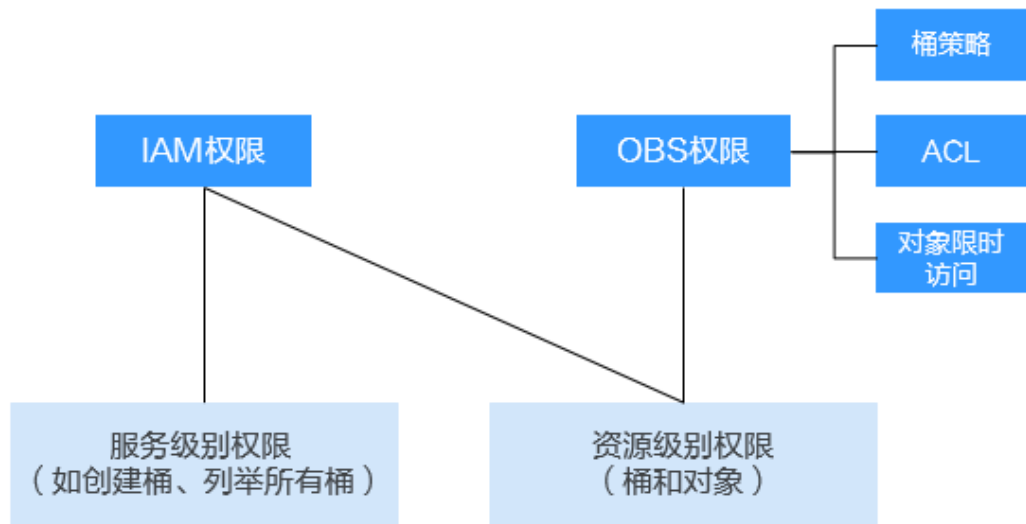 桶策略
IAM权限
OBS权限
ACL
对象限时
访问
服务级别权限
（如创建桶、列举所有桶）
资源级别权限
（桶和对象）